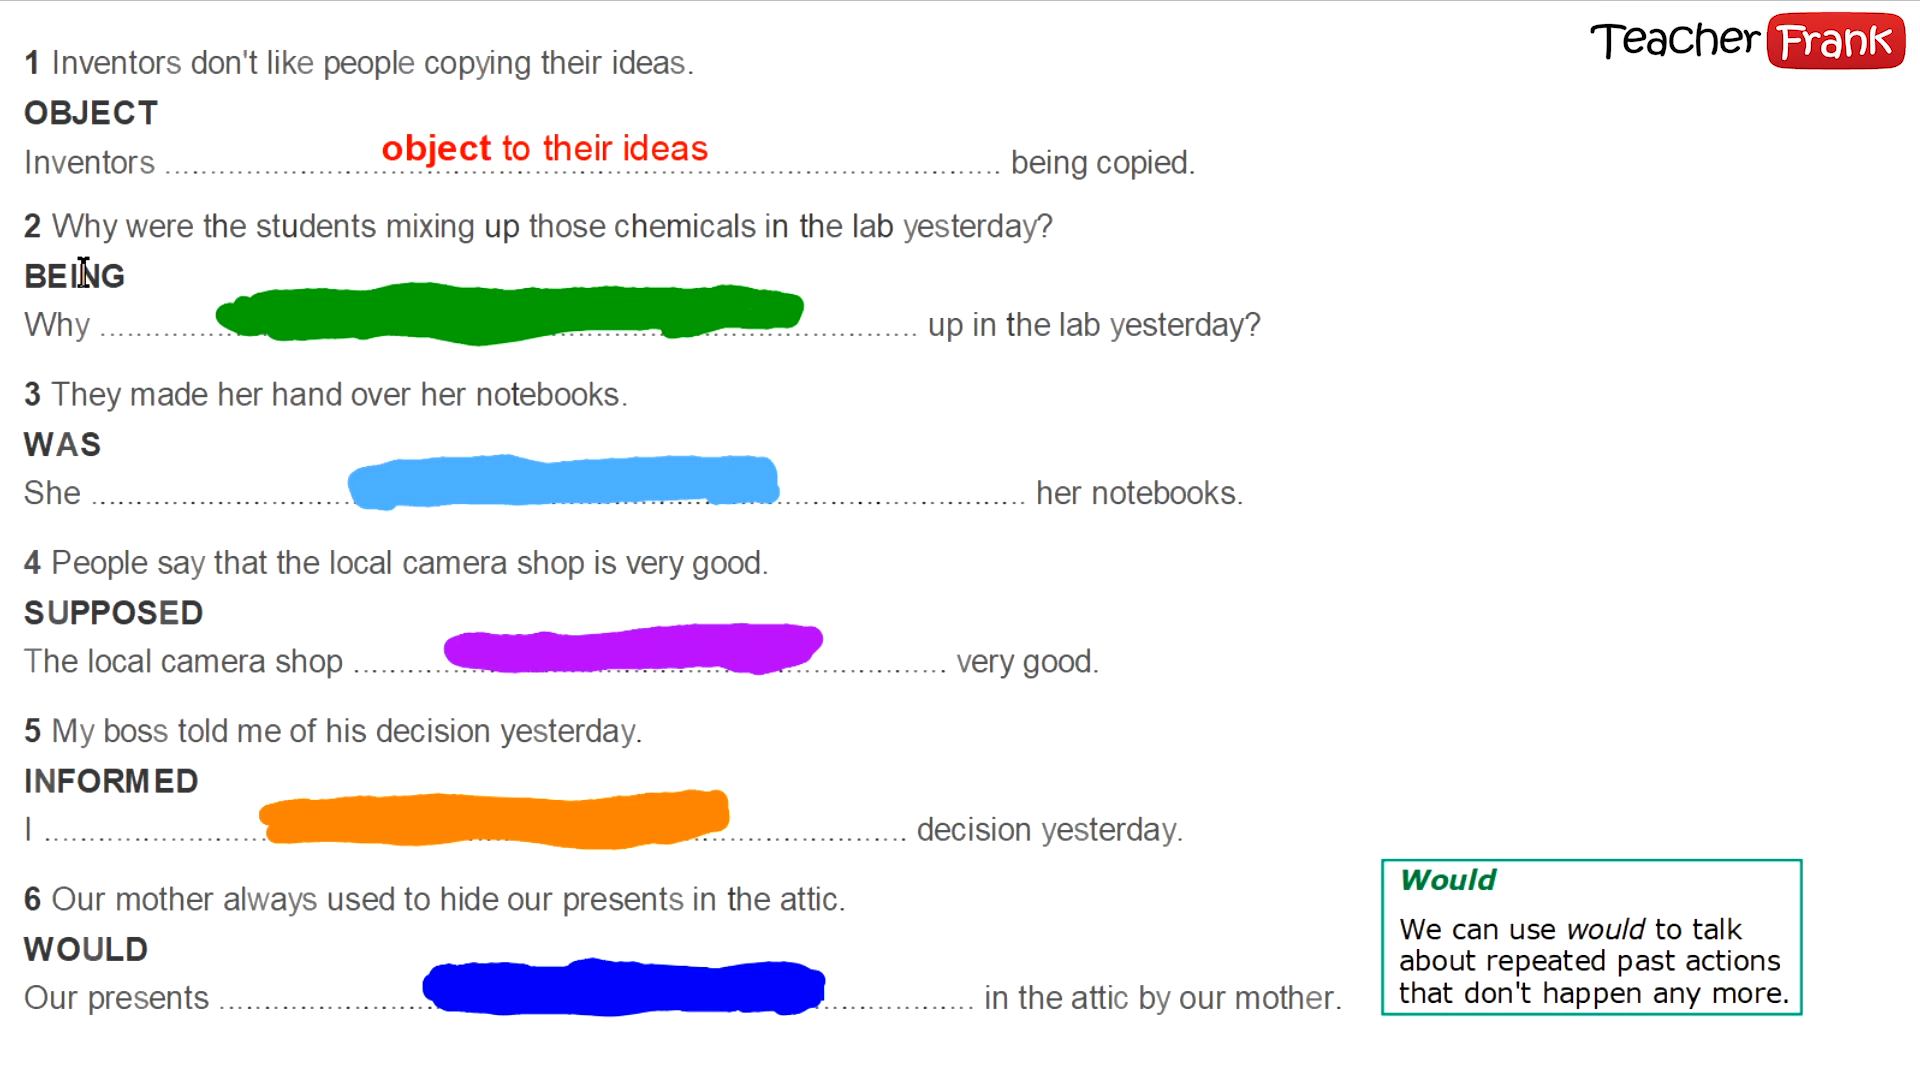 Teacher Frank
1 Inventors don't like people copying their ideas.
OBJECT
Inventors .......... object to their ideas .......... being copied.
2 Why were the students mixing up those chemicals in the lab yesterday?
BEING
Why .......... up in the lab yesterday?
3 They made her hand over her notebooks.
WAS
She .......... her notebooks.
4 People say that the local camera shop is very good.
SUPPOSED
The local camera shop .......... very good.
5 My boss told me of his decision yesterday.
INFORMED
I .......... decision yesterday.
6 Our mother always used to hide our presents in the attic.
WOULD
Our presents .......... in the attic by our mother.
Would
We can use would to talk
about repeated past actions
that don't happen any more.